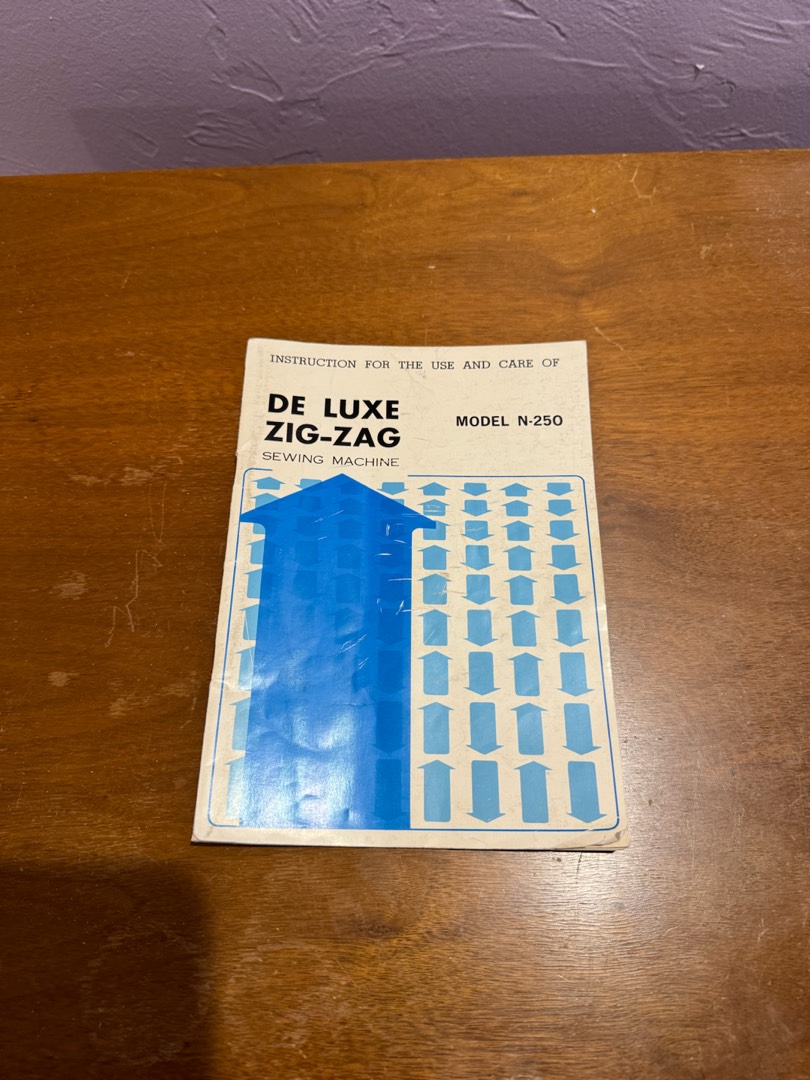 INSTRUCTION FOR THE USE AND CARE OF
DE LUXE
ZIG-ZAG
MODEL N-250
SEWING MACHINE